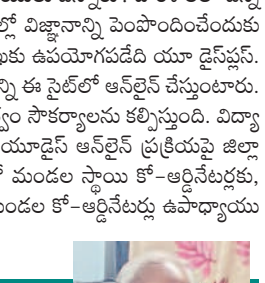 ల్లో విజ్ఞానాన్ని పెంపొందించేందుకు
ఉపయోగపడేది యూ డైస్‌ప్లస్.
ఈ సైట్‌లో ఆన్‌లైన్ చేస్తుంటారు.
సౌకర్యాలను కల్పిస్తుంది. విద్యా
యూడైస్ ఆన్‌లైన్ ప్రక్రియపై జిల్లా
మండల స్థాయి కో–ఆర్డినేటర్లకు,
మండల కో–ఆర్డినేటర్లు ఉపాధ్యాయు